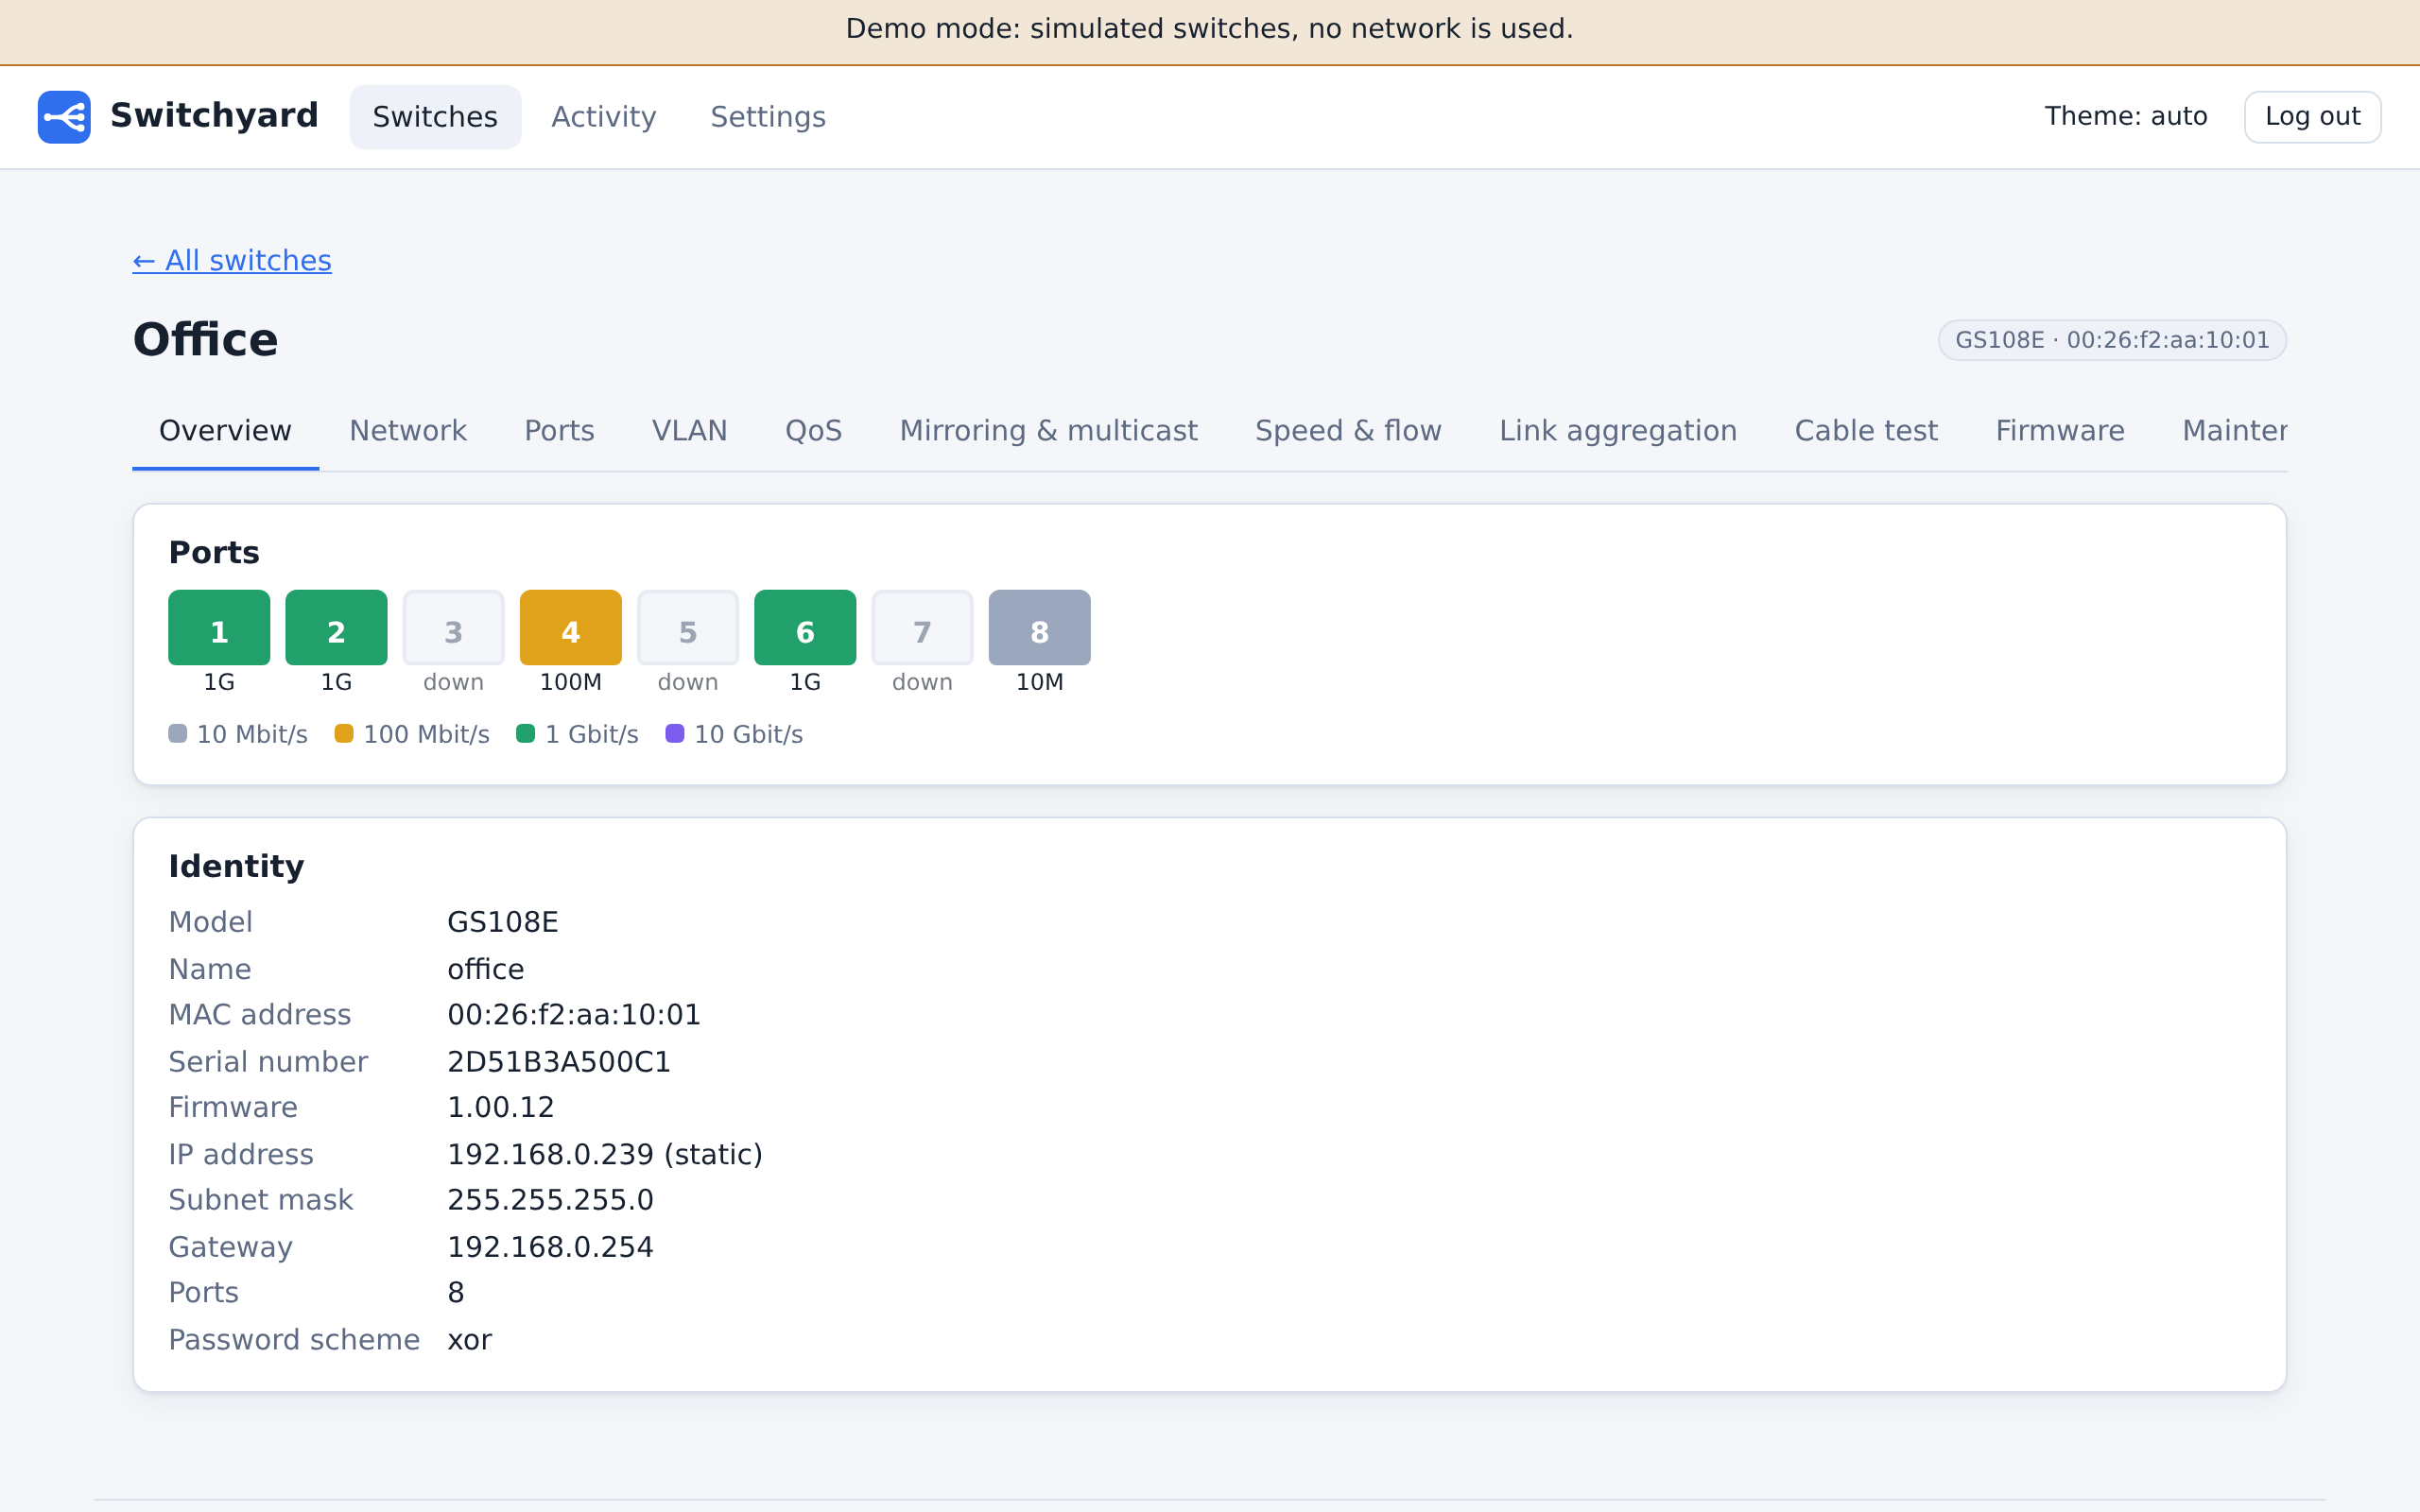 Demo mode: simulated switches, no network is used.
Switchyard Switches Activity Settings Theme: auto Log out
← All switches
Office GS108E · 00:26:f2:aa:10:01
Overview Network Ports VLAN QoS Mirroring & multicast Speed & flow Link aggregation Cable test Firmware Mainten
Ports
1 2 3 4 5 6 7 8
1G 1G down 100M down 1G down 10M
10 Mbit/s 100 Mbit/s 1 Gbit/s 10 Gbit/s
Identity
Model GS108E
Name office
MAC address 00:26:f2:aa:10:01
Serial number 2D51B3A500C1
Firmware 1.00.12
IP address 192.168.0.239 (static)
Subnet mask 255.255.255.0
Gateway 192.168.0.254
Ports 8
Password scheme xor